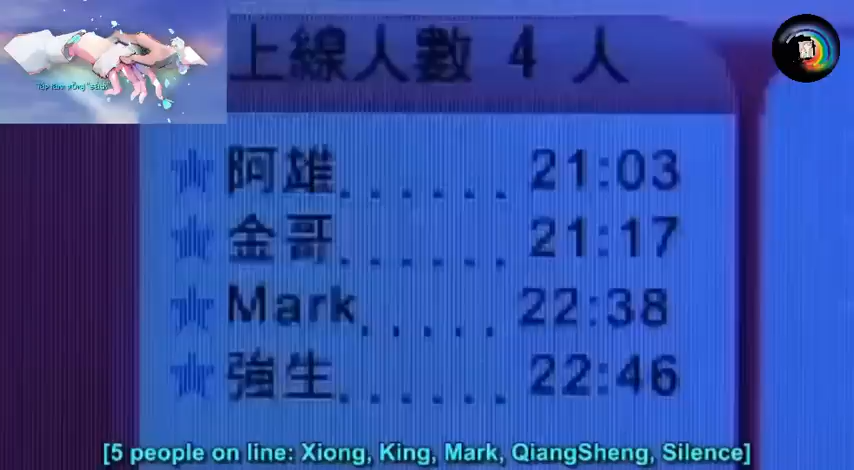 上線人數 4 人
★阿雄......21:03
★金哥......21:17
★Mark.....22:38
★強生......22:46
[5 people on line: Xiong, King, Mark, QiangSheng, Silence]